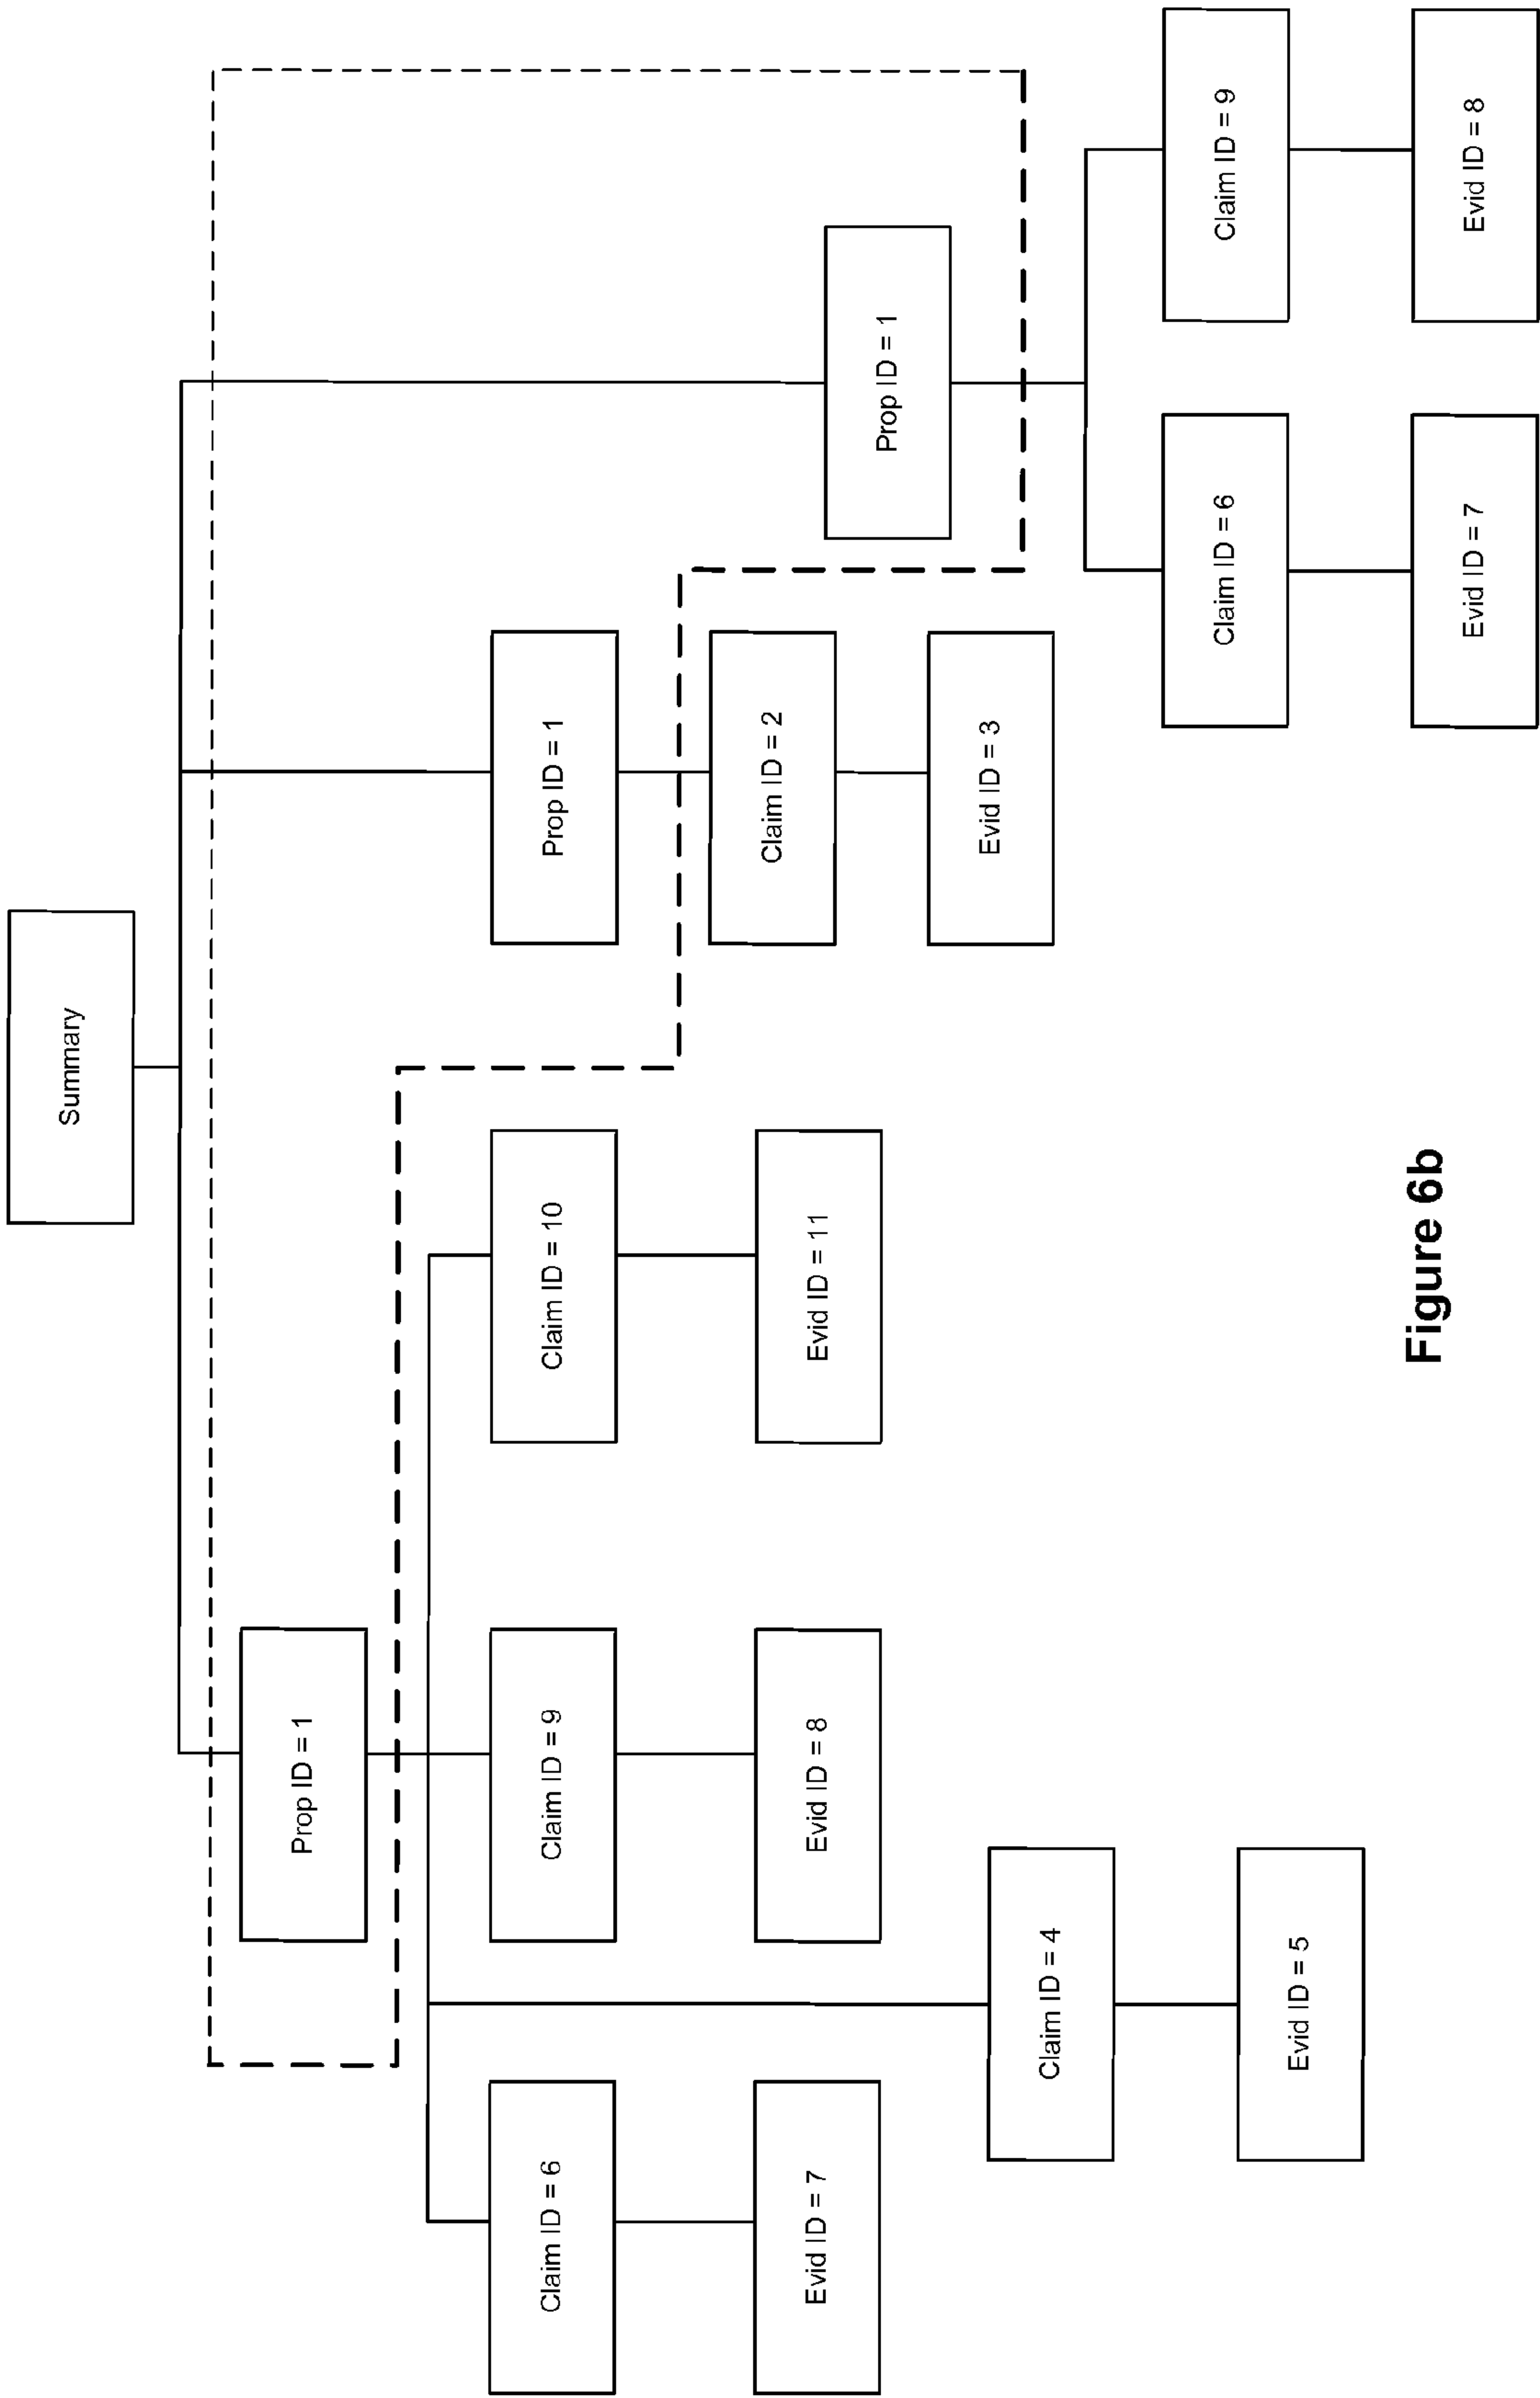 Summary
Prop ID = 1
Prop ID = 1
Prop ID = 1
Claim ID = 6
Claim ID = 9
Claim ID = 10
Claim ID = 2
Evid ID = 7
Evid ID = 8
Evid ID = 11
Evid ID = 3
Claim ID = 4
Claim ID = 6
Claim ID = 9
Evid ID = 5
Evid ID = 7
Evid ID = 8
Figure 6b